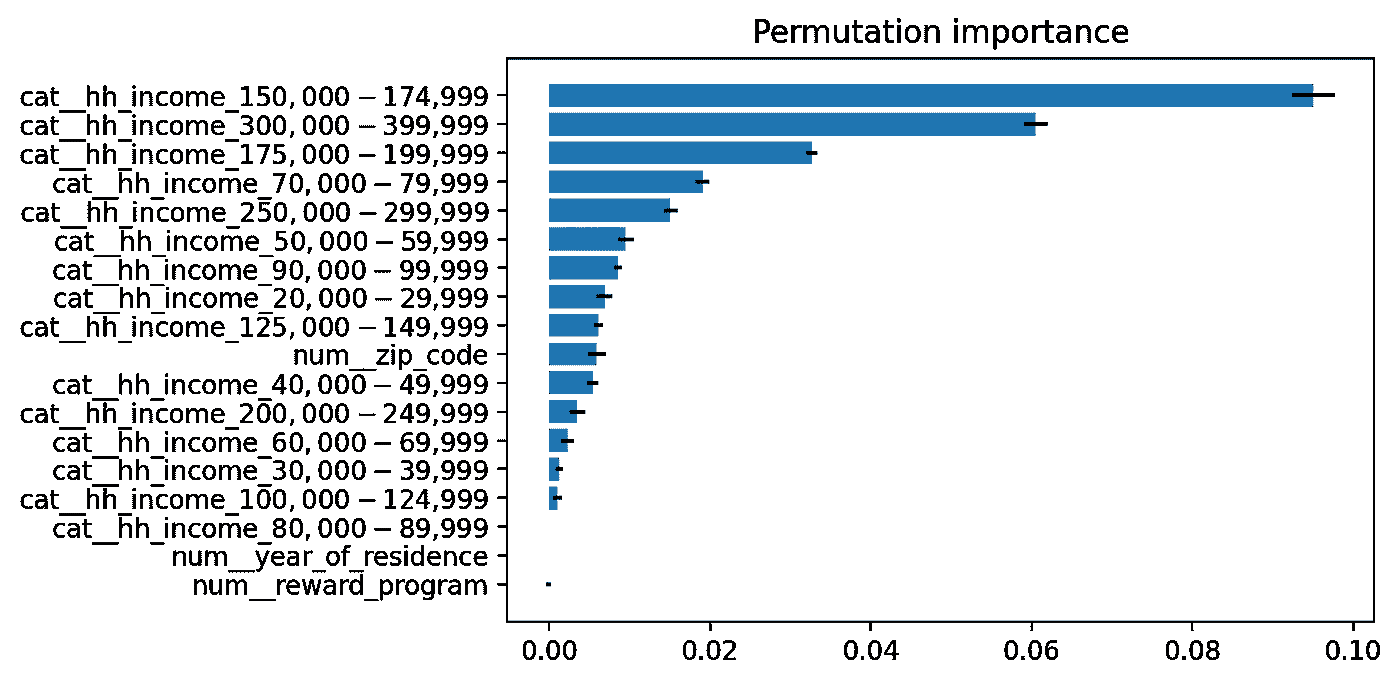 Permutation importance
cat__hh_income_150,000 − 174,999
cat__hh_income_300,000 − 399,999
cat__hh_income_175,000 − 199,999
cat__hh_income_70,000 − 79,999
cat__hh_income_250,000 − 299,999
cat__hh_income_50,000 − 59,999
cat__hh_income_90,000 − 99,999
cat__hh_income_20,000 − 29,999
cat__hh_income_125,000 − 149,999
num__zip_code
cat__hh_income_40,000 − 49,999
cat__hh_income_200,000 − 249,999
cat__hh_income_60,000 − 69,999
cat__hh_income_30,000 − 39,999
cat__hh_income_100,000 − 124,999
cat__hh_income_80,000 − 89,999
num__year_of_residence
num__reward_program
0.00 0.02 0.04 0.06 0.08 0.10